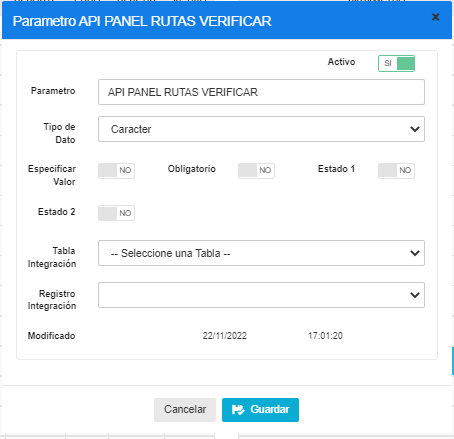 Parametro API PANEL RUTAS VERIFICAR ×
Activo SI
Parametro API PANEL RUTAS VERIFICAR
Tipo de Dato Caracter
Especificar Valor NO Obligatorio NO Estado 1 NO
Estado 2 NO
Tabla Integración -- Seleccione una Tabla --
Registro Integración
Modificado 22/11/2022 17:01:20
Cancelar Guardar